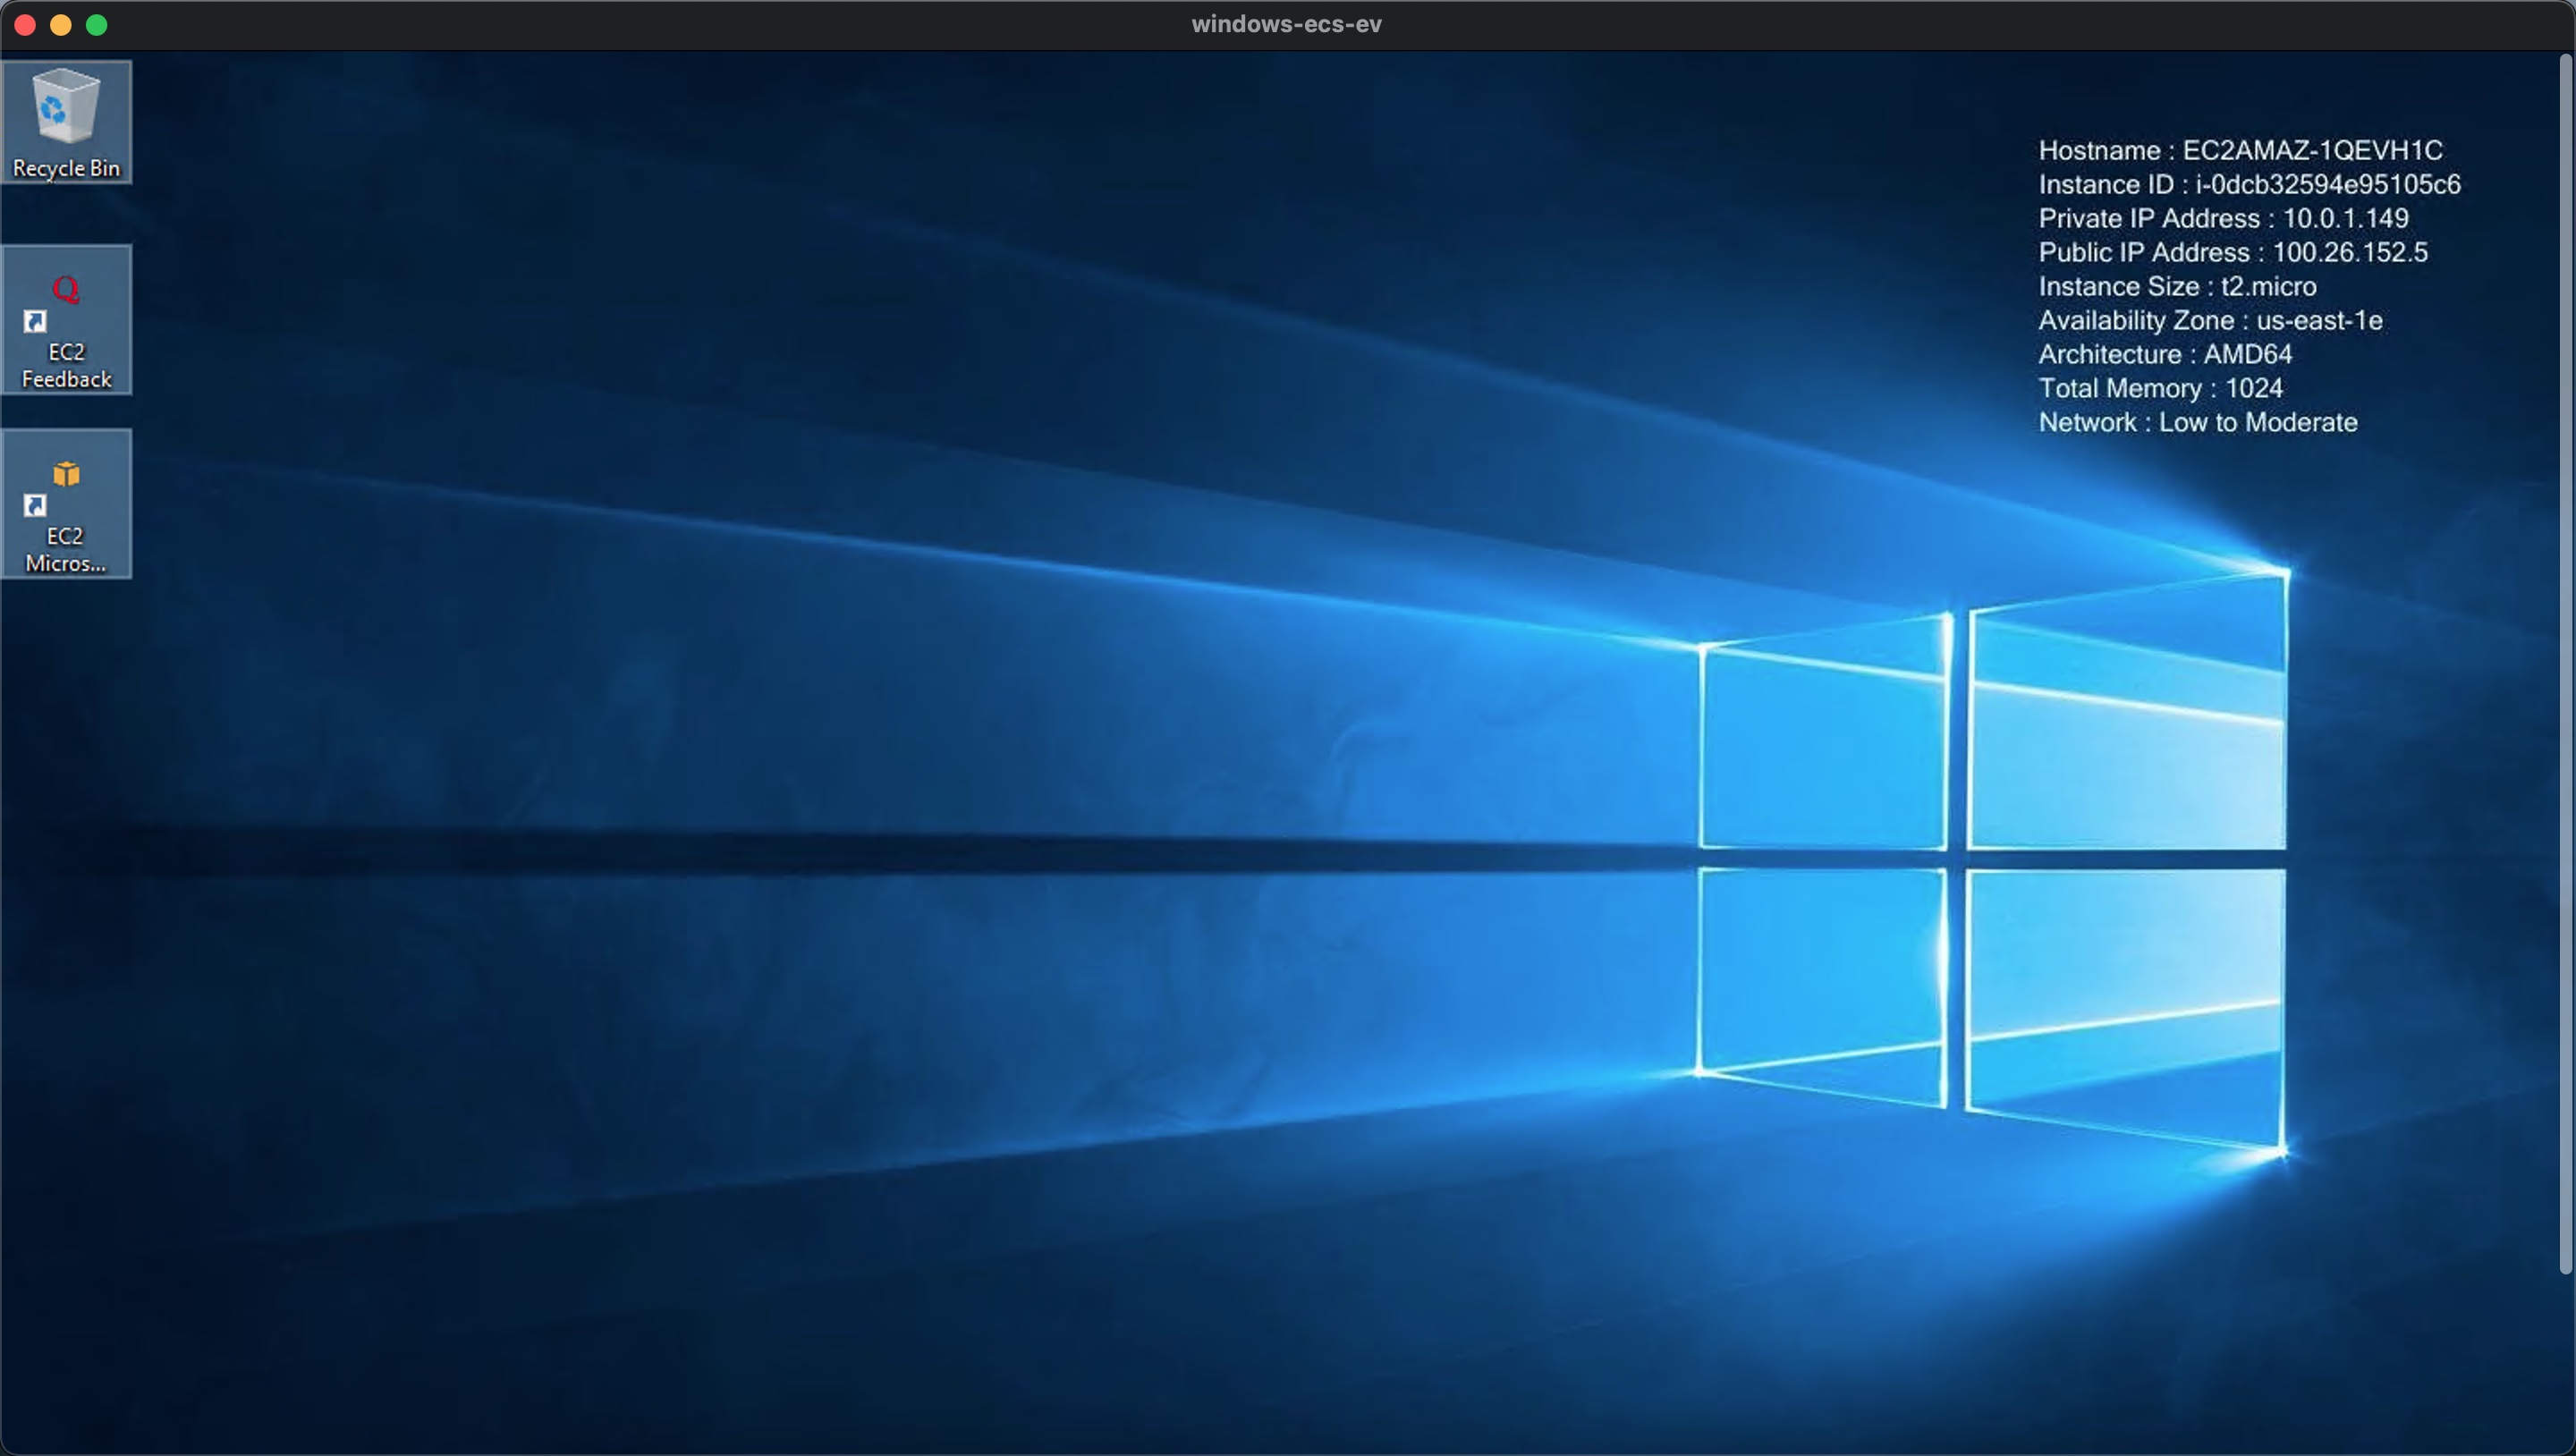 windows-ecs-ev
Recycle Bin
EC2
Feedback
EC2
Micros...
Hostname : EC2AMAZ-1QEVH1C
Instance ID : i-0dcb32594e95105c6
Private IP Address : 10.0.1.149
Public IP Address : 100.26.152.5
Instance Size : t2.micro
Availability Zone : us-east-1e
Architecture : AMD64
Total Memory : 1024
Network : Low to Moderate